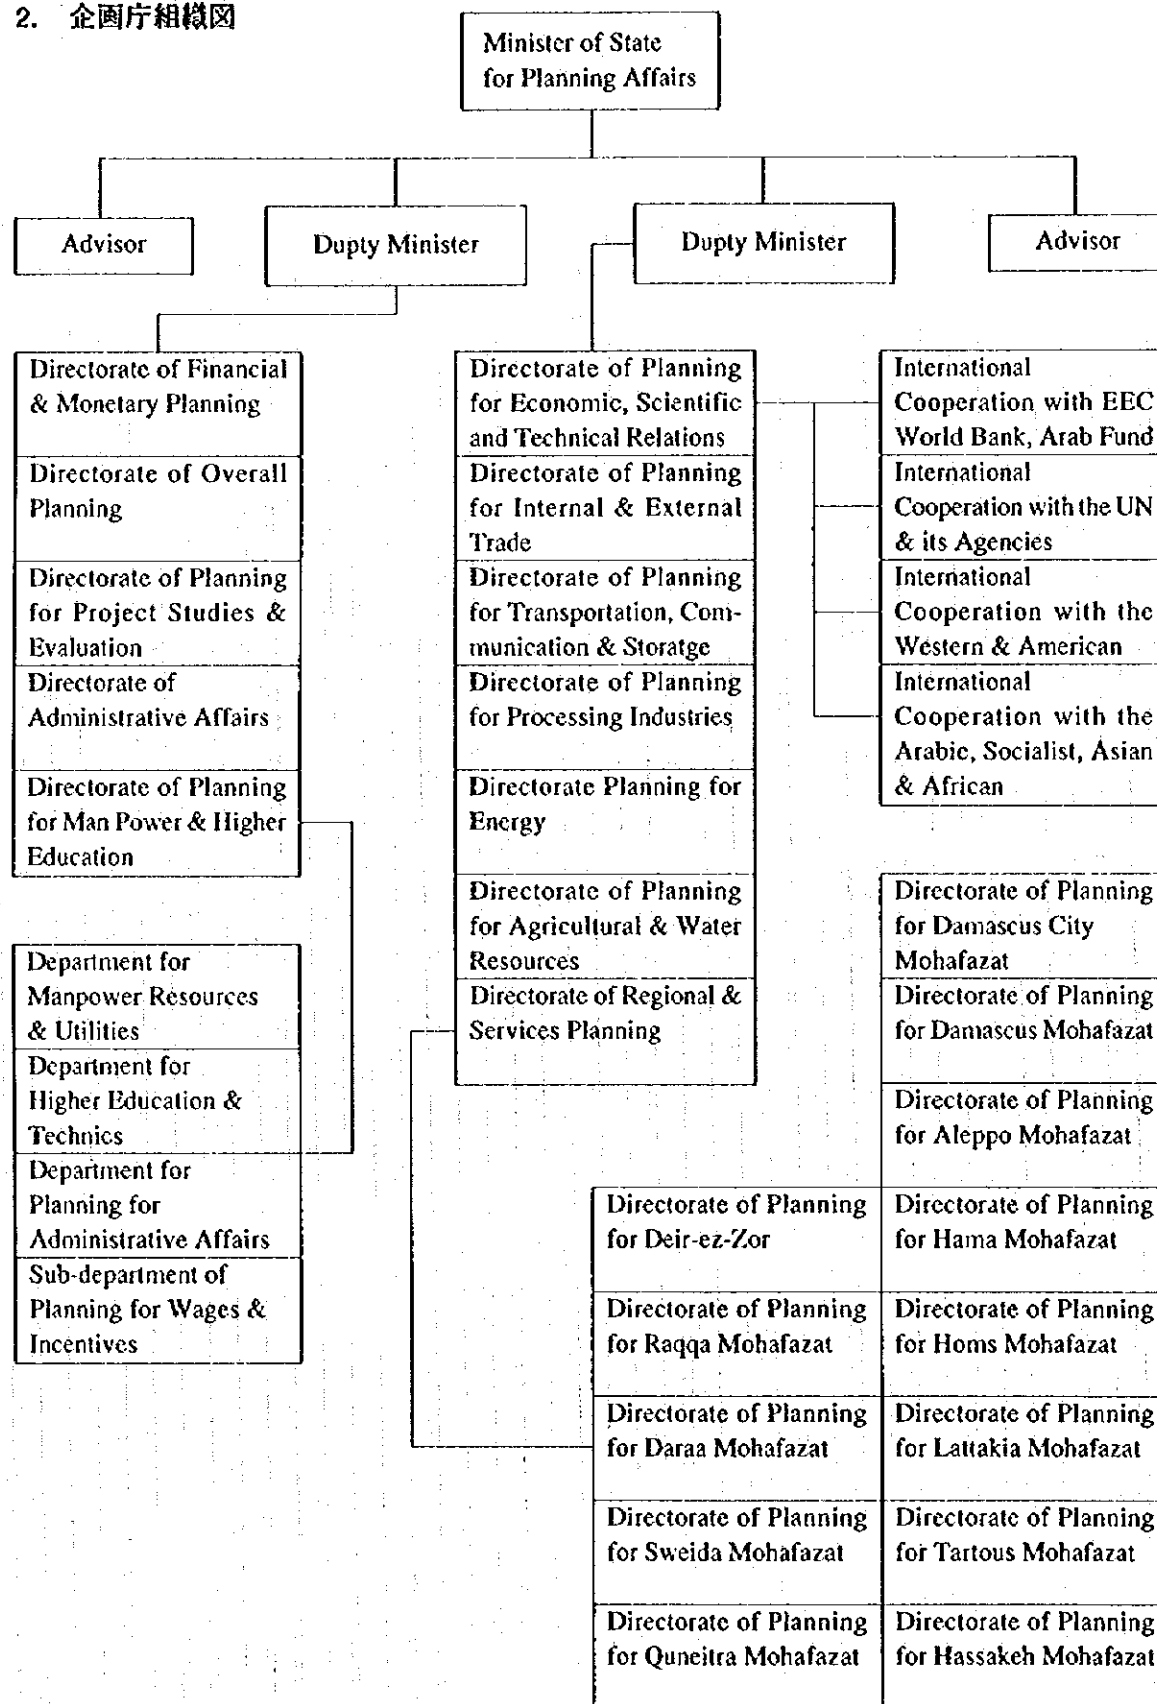 2. 企画庁組織図
Minister of State
for Planning Affairs
Advisor
Dupty Minister
Dupty Minister
Advisor
Directorate of Financial
& Monetary Planning
Directorate of Overall
Planning
Directorate of Planning
for Project Studies &
Evaluation
Directorate of
Administrative Affairs
Directorate of Planning
for Man Power & Higher
Education
Department for
Manpower Resources
& Utilities
Department for
Higher Education &
Technics
Department for
Planning for
Administrative Affairs
Sub-department of
Planning for Wages &
Incentives
Directorate of Planning
for Economic, Scientific
and Technical Relations
Directorate of Planning
for Internal & External
Trade
Directorate of Planning
for Transportation, Com-
munication & Storatge
Directorate of Planning
for Processing Industries
Directorate Planning for
Energy
Directorate of Planning
for Agricultural & Water
Resources
Directorate of Regional &
Services Planning
International
Cooperation with EEC
World Bank, Arab Fund
International
Cooperation with the UN
& its Agencies
International
Cooperation with the
Western & American
International
Cooperation with the
Arabic, Socialist, Asian
& African
Directorate of Planning
for Damascus City
Mohafazat
Directorate of Planning
for Damascus Mohafazat
Directorate of Planning
for Aleppo Mohafazat
Directorate of Planning
for Deir-ez-Zor
Directorate of Planning
for Hama Mohafazat
Directorate of Planning
for Raqqa Mohafazat
Directorate of Planning
for Homs Mohafazat
Directorate of Planning
for Daraa Mohafazat
Directorate of Planning
for Lattakia Mohafazat
Directorate of Planning
for Sweida Mohafazat
Directorate of Planning
for Tartous Mohafazat
Directorate of Planning
for Quneitra Mohafazat
Directorate of Planning
for Hassakeh Mohafazat